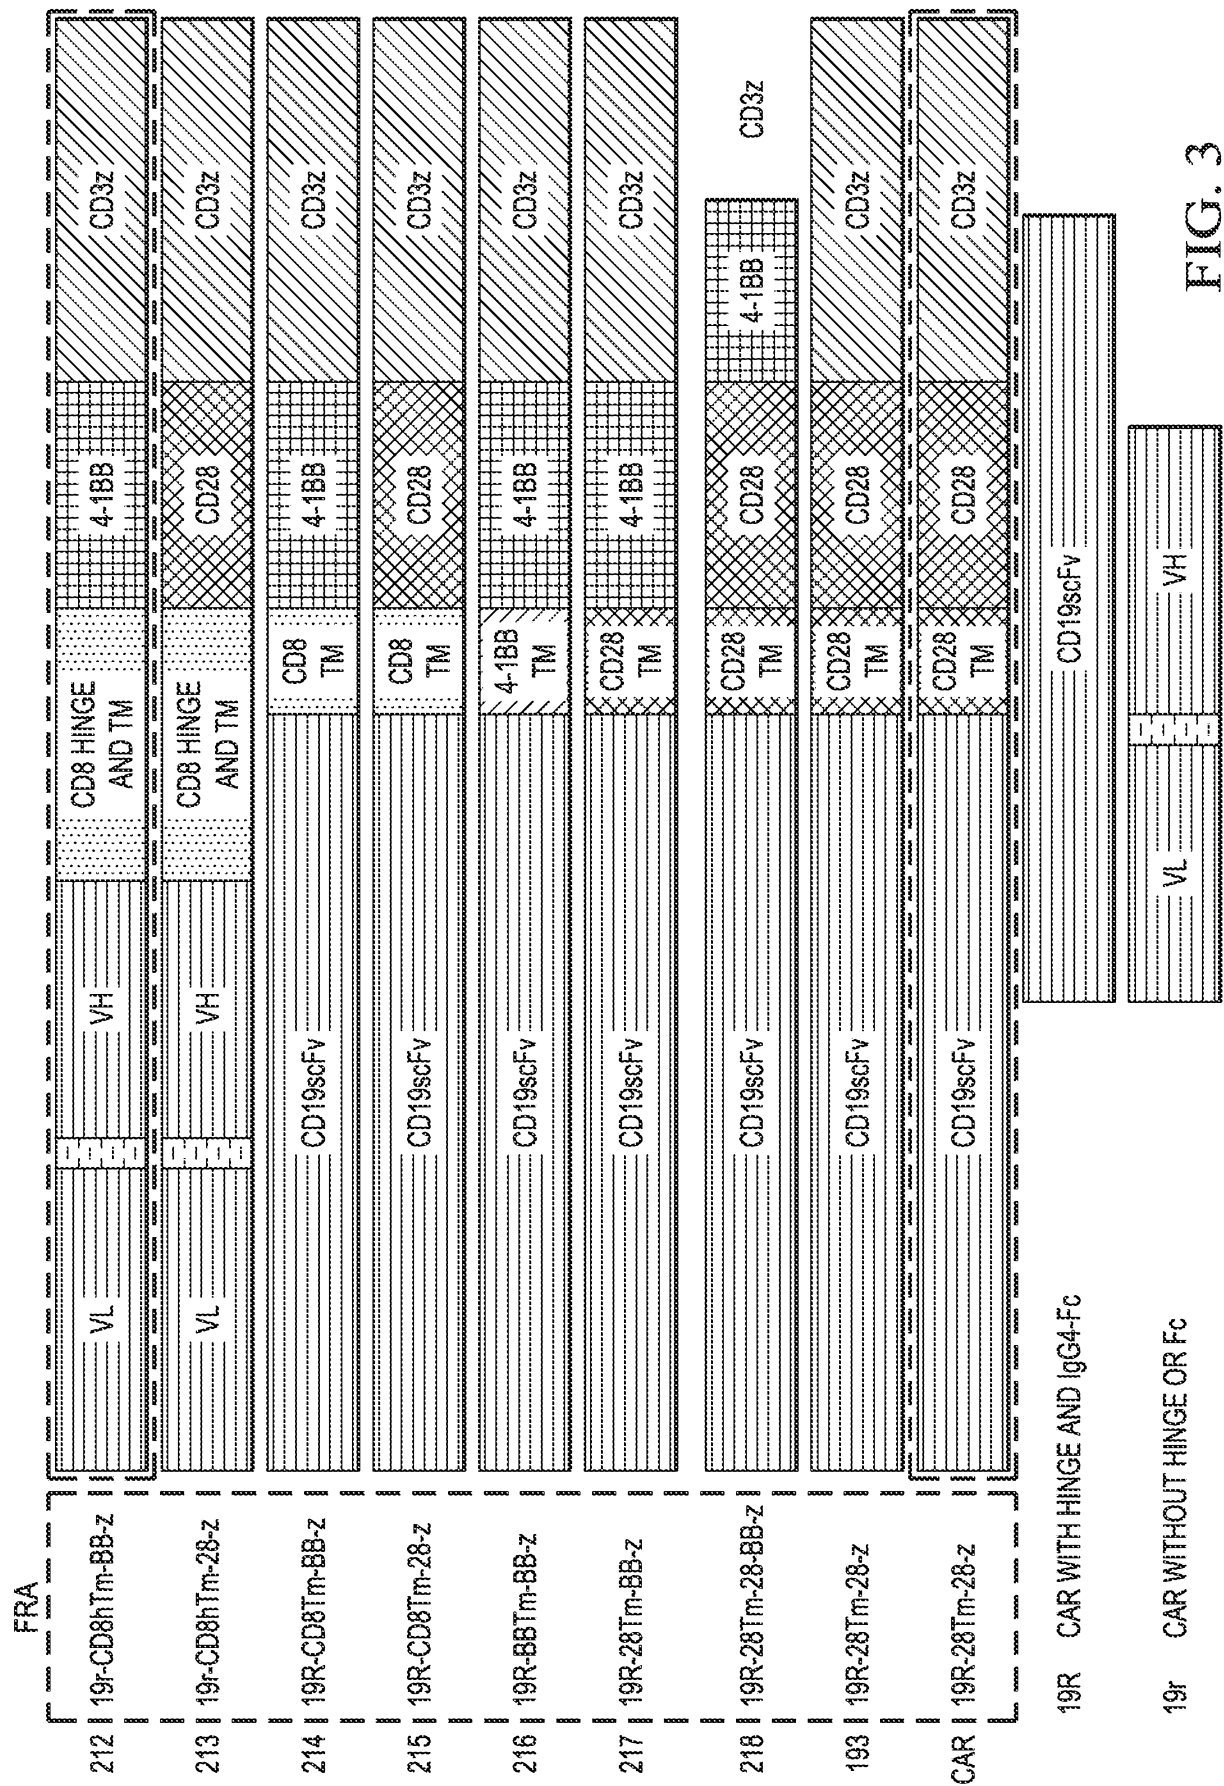 FRA
212 19r-CD8hTm-BB-z VL VH CD8 HINGE
AND TM 4-1BB CD3z
213 19r-CD8hTm-28-z VL VH CD8 HINGE
AND TM CD28 CD3z
214 19R-CD8Tm-BB-z CD19scFv CD8
TM 4-1BB CD3z
215 19R-CD8Tm-28-z CD19scFv CD8
TM CD28 CD3z
216 19R-BBTm-BB-z CD19scFv 4-1BB
TM 4-1BB CD3z
217 19R-28Tm-BB-z CD19scFv CD28
TM 4-1BB CD3z
218 19R-28Tm-28-BB-z CD19scFv CD28
TM CD28 4-1BB CD3z
193 19R-28Tm-28-z CD19scFv CD28
TM CD28 CD3z
CAR 19R-28Tm-28-z CD19scFv CD28
TM CD28 CD3z
19R CAR WITH HINGE AND IgG4-Fc CD19scFv
19r CAR WITHOUT HINGE OR Fc VL VH
FIG. 3